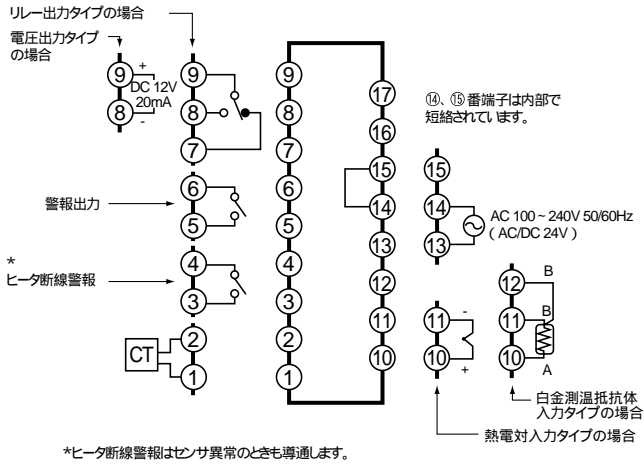 リレー出力タイプの場合
電圧出力タイプ
の場合
9
+
DC 12V
20mA
8
-
9
8
7
警報出力
6
5
*
ヒータ断線警報
4
3
CT
2
1
9
8
7
6
5
4
3
2
1
17
16
15
14
13
12
11
10
⑭、⑮番端子は内部で
短絡されています。
15
14
13
AC 100～240V 50/60Hz
（AC/DC 24V）
11
-
10
+
12
B
11
B
10
A
白金測温抵抗体
入力タイプの場合
熱電対入力タイプの場合
*ヒータ断線警報はセンサ異常のときも導通します。